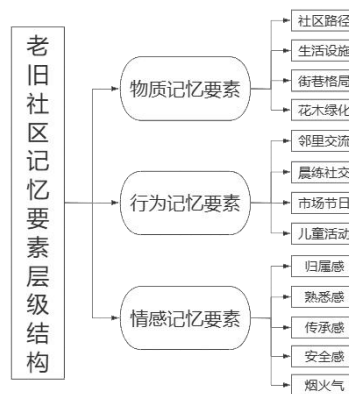 老旧社区记忆要素层级结构
物质记忆要素
社区路径
生活设施
街巷格局
花木绿化
行为记忆要素
邻里交流
晨练社交
市场节日
儿童活动
情感记忆要素
归属感
熟悉感
传承感
安全感
烟火气